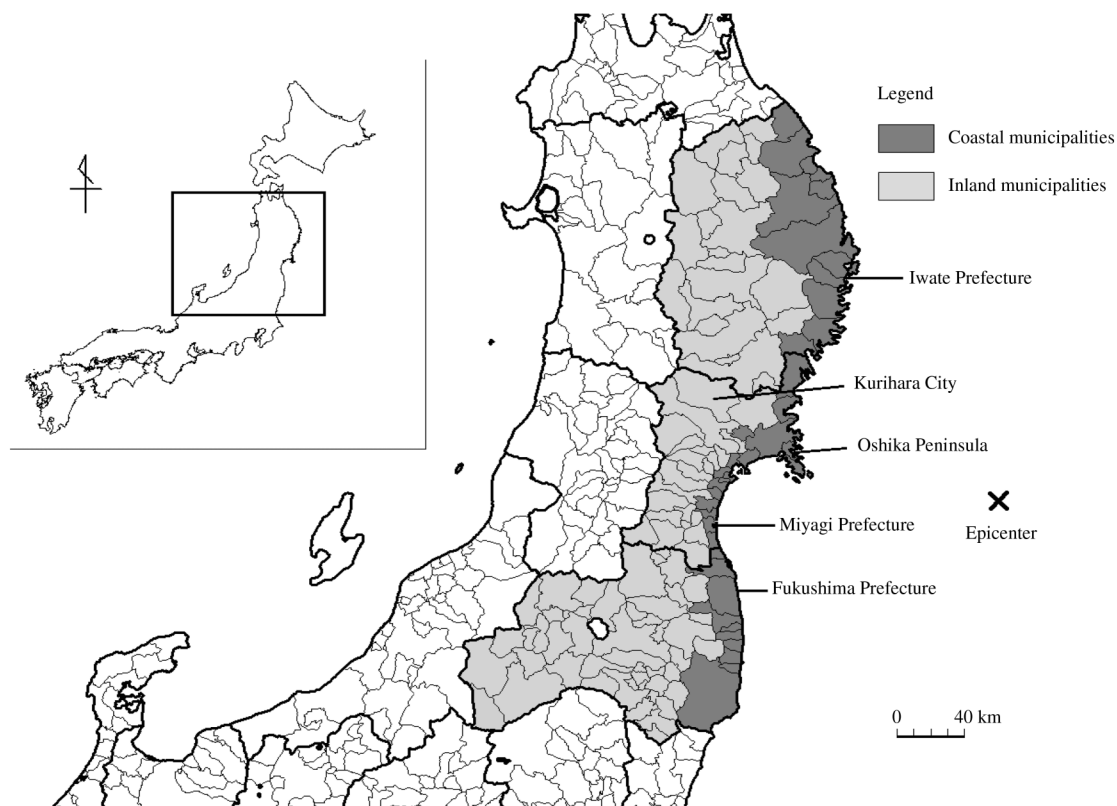 Legend
Coastal municipalities
Inland municipalities
Iwate Prefecture
Kurihara City
Oshika Peninsula
Miyagi Prefecture
Epicenter
Fukushima Prefecture
0 40 km